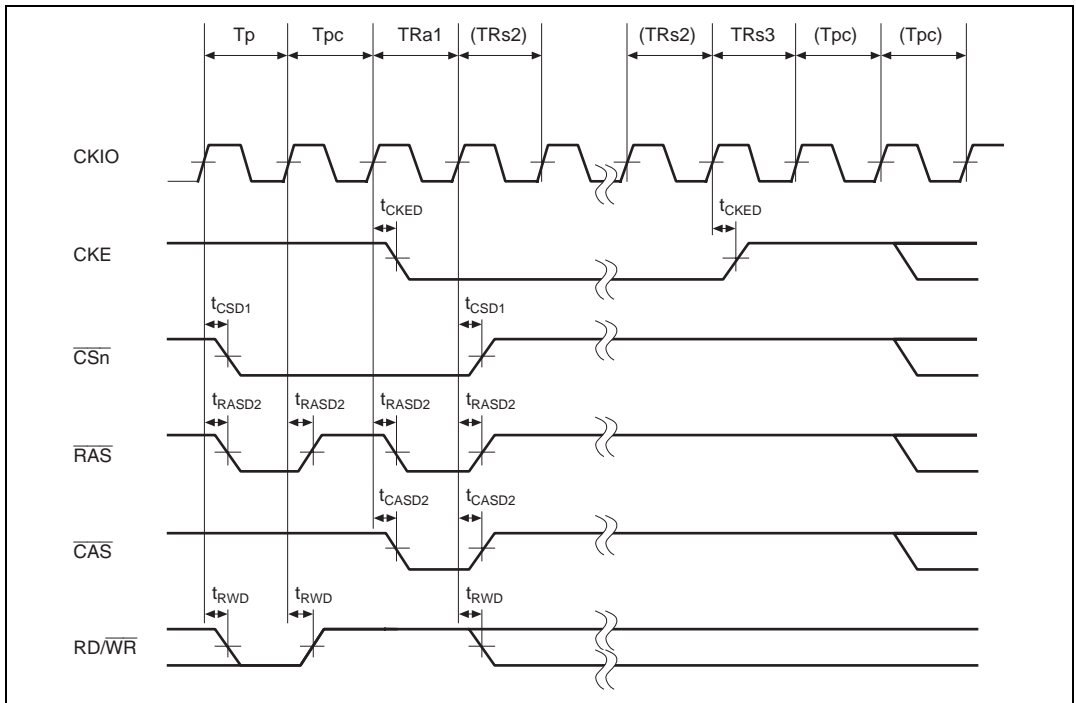 Tp Tpc TRa1 (TRs2) (TRs2) TRs3 (Tpc) (Tpc)
CKIO
tCKED tCKED
CKE
tCSD1 tCSD1
CSn
tRASD2 tRASD2 tRASD2 tRASD2
RAS
tCASD2 tCASD2
CAS
tRWD tRWD tRWD
RD/WR